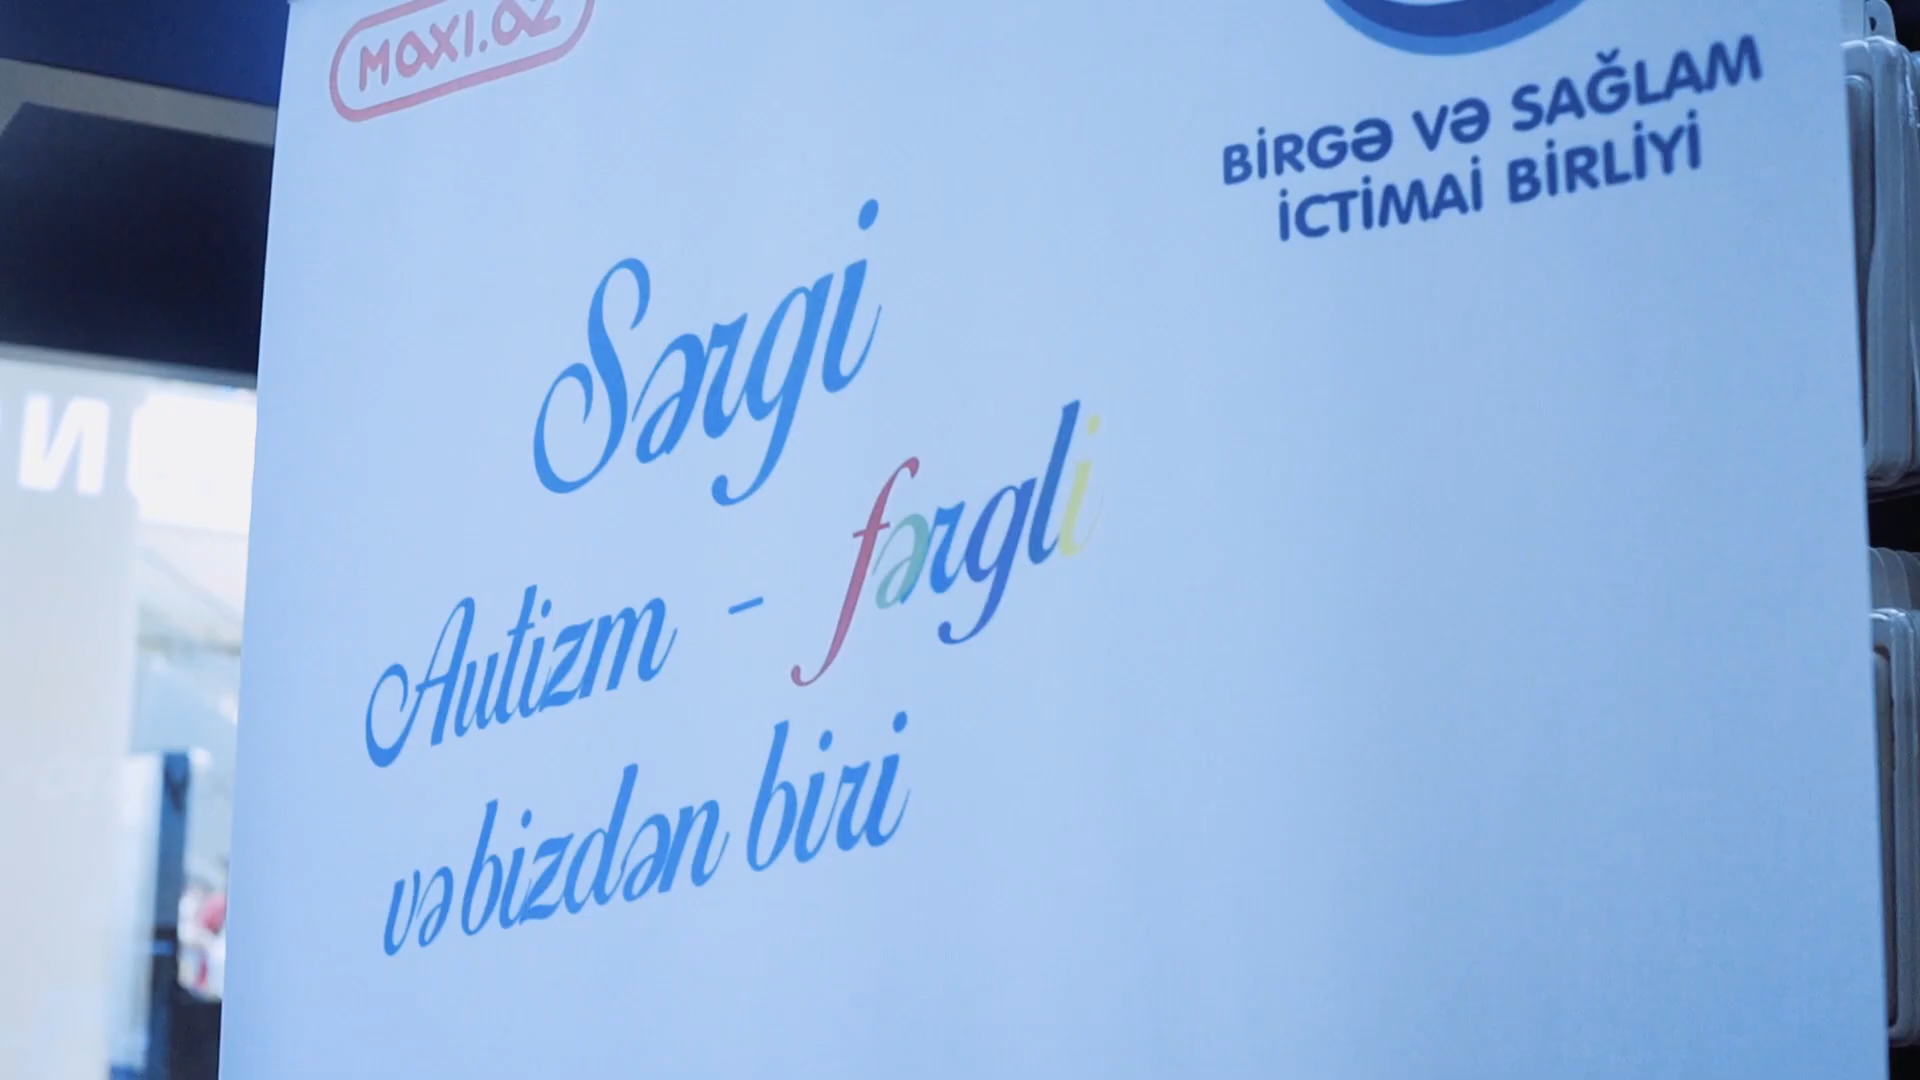 MAXI.AZ
BİRGƏ VƏ SAĞLAM
İCTİMAİ BİRLİYİ
Sərgi
Autizm - fərgli
və bizdən biri